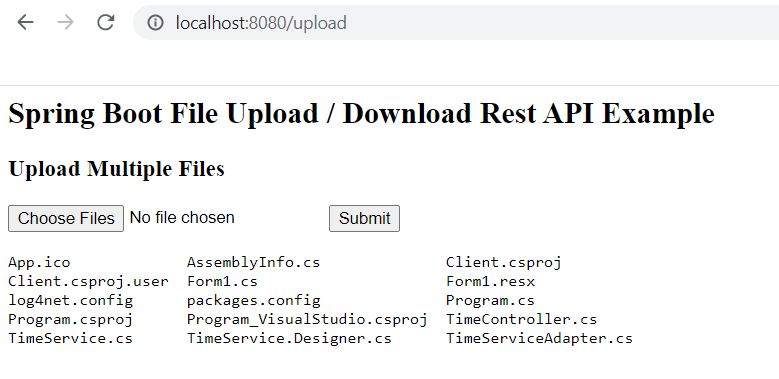 localhost:8080/upload
Spring Boot File Upload / Download Rest API Example
Upload Multiple Files
Choose Files No file chosen Submit
App.ico AssemblyInfo.cs Client.csproj
Client.csproj.user Form1.cs Form1.resx
log4net.config packages.config Program.cs
Program.csproj Program_VisualStudio.csproj TimeController.cs
TimeService.cs TimeService.Designer.cs TimeServiceAdapter.cs